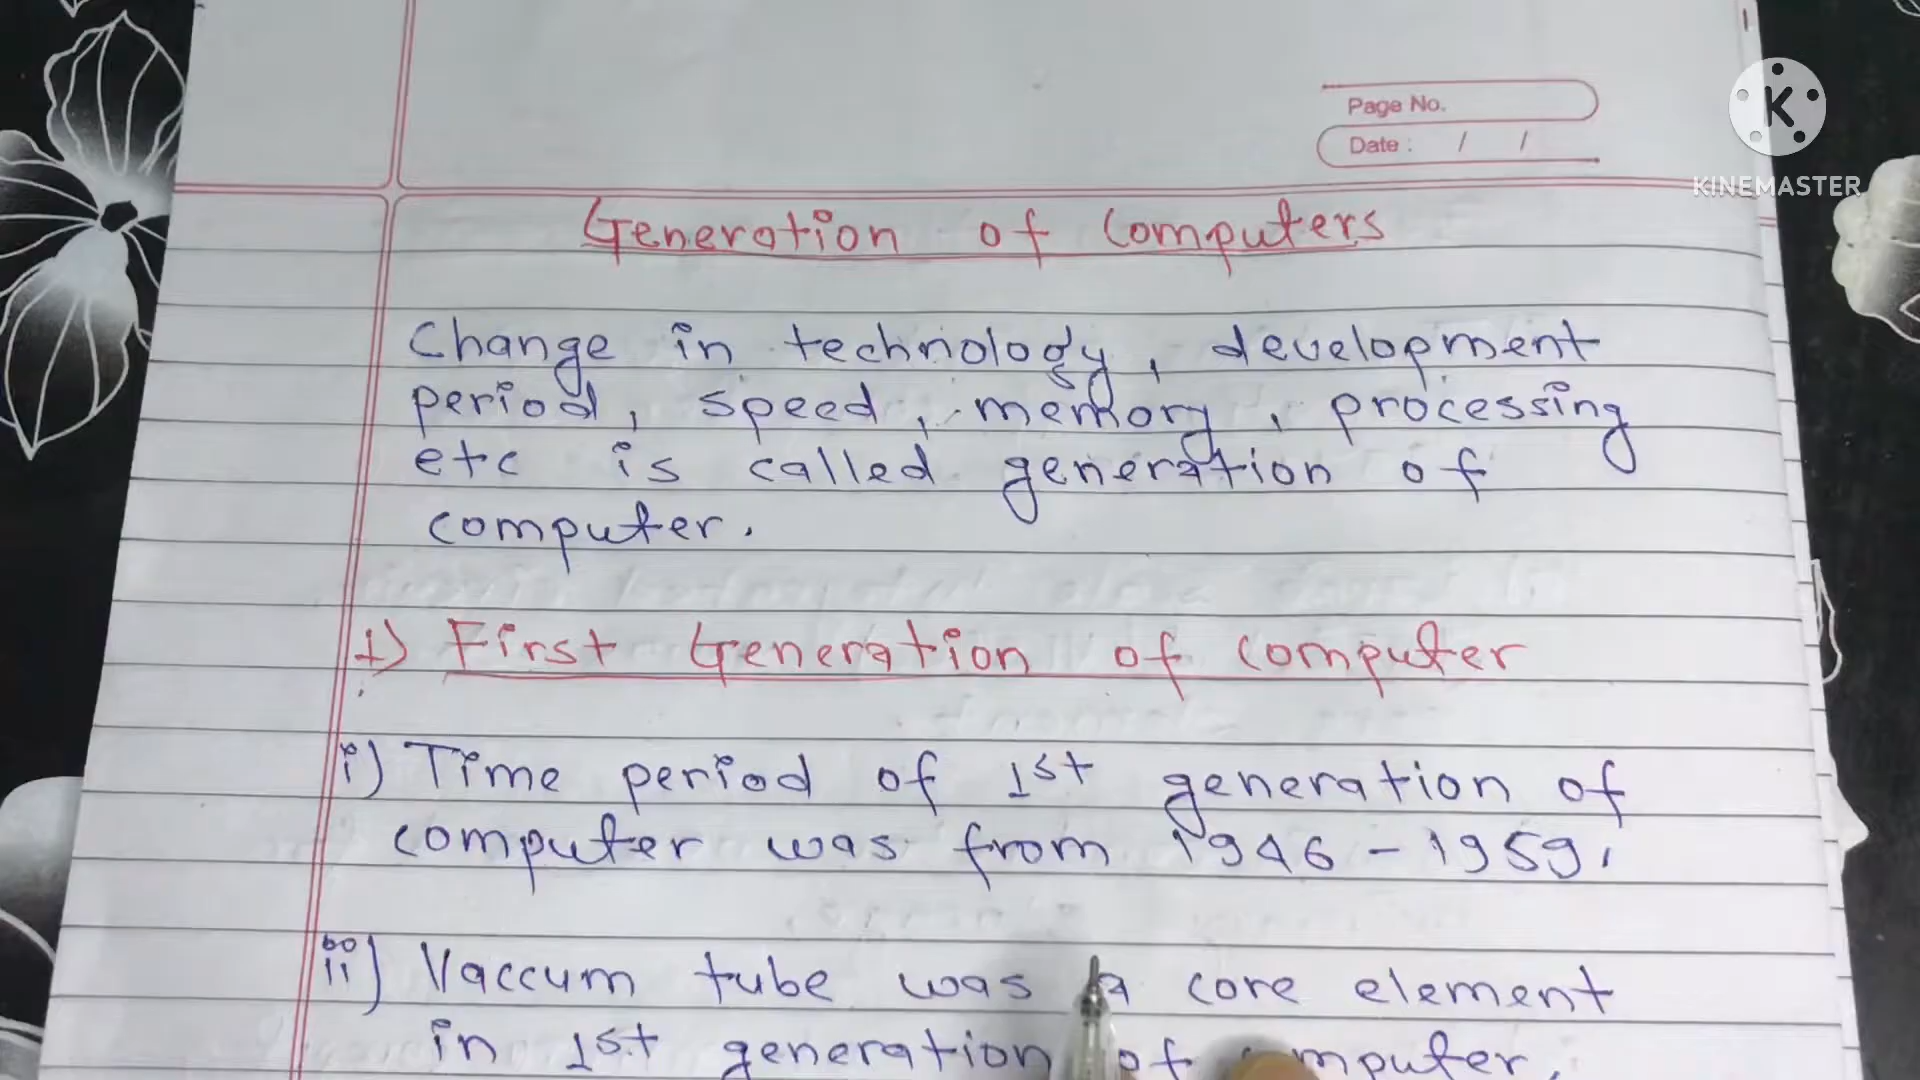 Page No.
Date : / /
K
KINEMASTER
Generation of Computers
Change in technology, development
period, speed, memory, processing
etc is called generation of
computer.
1) First Generation of computer
i) Time period of 1st generation of
computer was from 1946 - 1959.
ii) Vaccum tube was a core element
in 1st generation of computer.